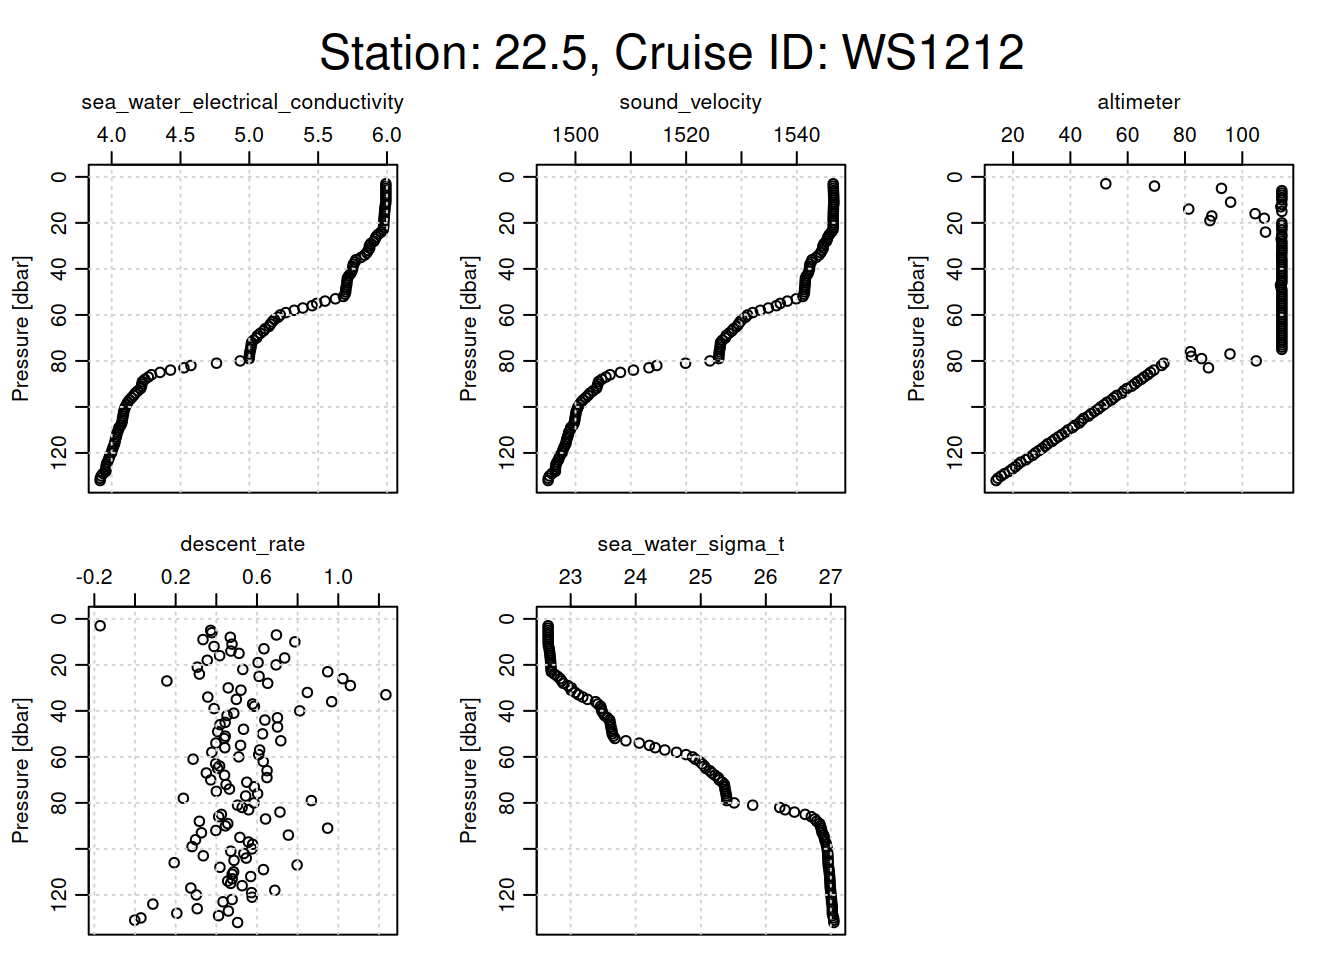 Station: 22.5, Cruise ID: WS1212
sea_water_electrical_conductivity
4.0 4.5 5.0 5.5 6.0
Pressure [dbar]
0 20 40 60 80 120
sound_velocity
1500 1520 1540
Pressure [dbar]
0 20 40 60 80 120
altimeter
20 40 60 80 100
Pressure [dbar]
0 20 40 60 80 120
descent_rate
-0.2 0.2 0.6 1.0
Pressure [dbar]
0 20 40 60 80 120
sea_water_sigma_t
23 24 25 26 27
Pressure [dbar]
0 20 40 60 80 120